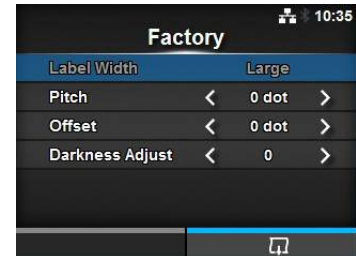 10:35
Factory
Label Width Large
Pitch 0 dot
Offset 0 dot
Darkness Adjust 0